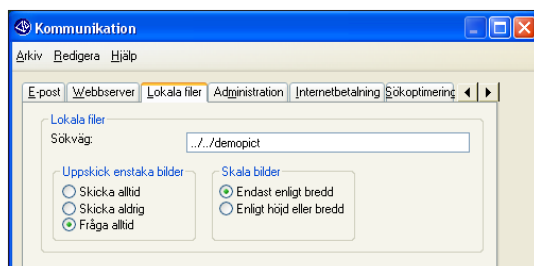 Kommunikation
Arkiv Redigera Hjälp
E-post Webbserver Lokala filer Administration Internetbetalning Sökoptimering
Lokala filer
Sökväg: ../../demopict
Uppskick enstaka bilder Skala bilder
Skicka alltid Endast enligt bredd
Skicka aldrig Enligt höjd eller bredd
Fråga alltid